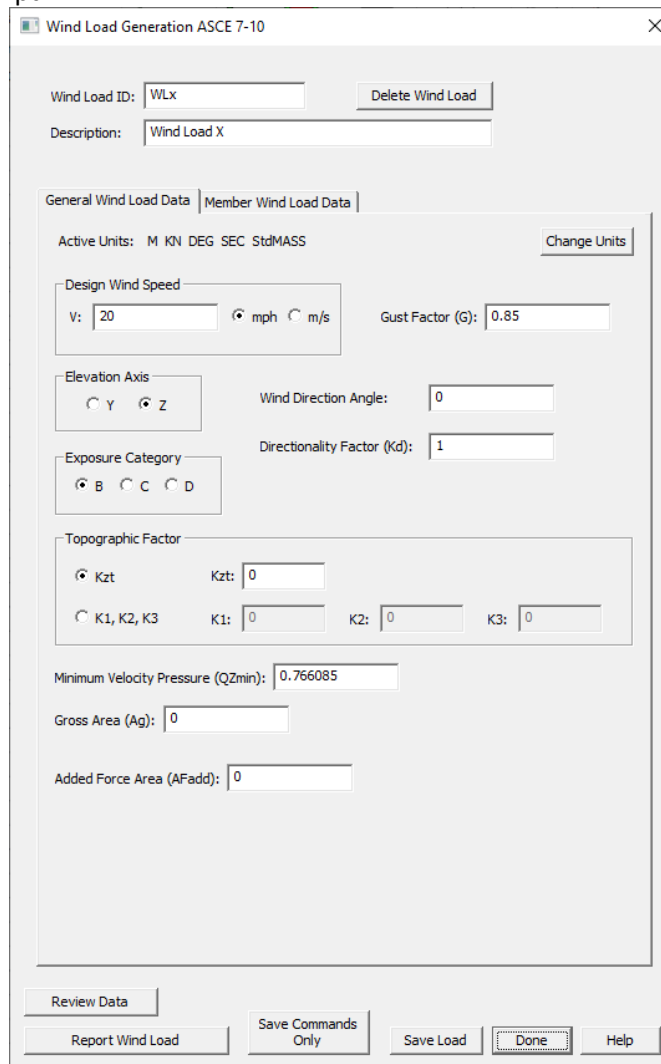 Wind Load Generation ASCE 7-10
Wind Load ID: WLx Delete Wind Load
Description: Wind Load X
General Wind Load Data Member Wind Load Data
Active Units: M KN DEG SEC StdMASS Change Units
Design Wind Speed
V: 20 mph m/s Gust Factor (G): 0.85
Elevation Axis
Y Z Wind Direction Angle: 0
Directionality Factor (Kd): 1
Exposure Category
B C D
Topographic Factor
Kzt Kzt: 0
K1, K2, K3 K1: 0 K2: 0 K3: 0
Minimum Velocity Pressure (QZmin): 0.766085
Gross Area (Ag): 0
Added Force Area (AFadd): 0
Review Data
Report Wind Load Save Commands Only Save Load Done Help